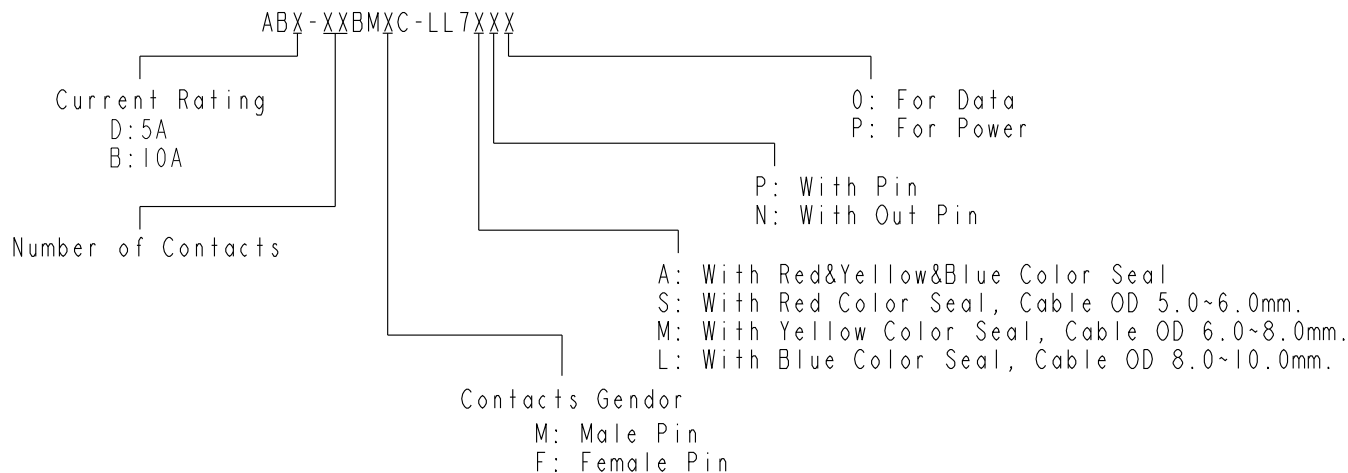 ABX-XXBMXC-LL7XXX
Current Rating
D:5A
B:10A
Number of Contacts
0: For Data
P: For Power
P: With Pin
N: With Out Pin
A: With Red&Yellow&Blue Color Seal
S: With Red Color Seal, Cable OD 5.0~6.0mm.
M: With Yellow Color Seal, Cable OD 6.0~8.0mm.
L: With Blue Color Seal, Cable OD 8.0~10.0mm.
Contacts Gendor
M: Male Pin
F: Female Pin